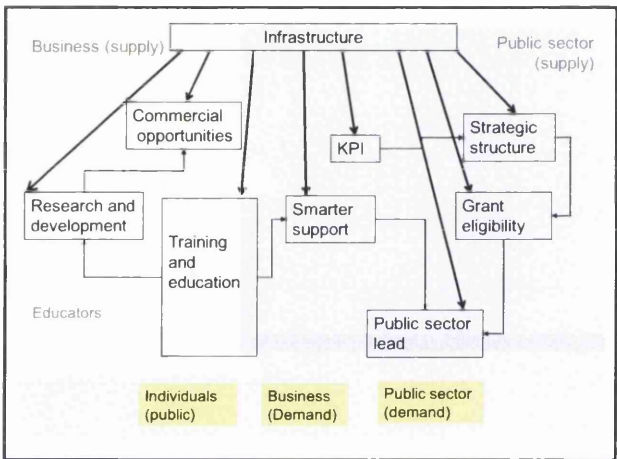 Infrastructure
Business (supply)
Public sector
(supply)
Commercial
opportunities
KPI
Strategic
structure
Research and
development
Training
and
education
Smarter
support
Grant
eligibility
Educators
Public sector
lead
Individuals
(public)
Business
(Demand)
Public sector
(demand)